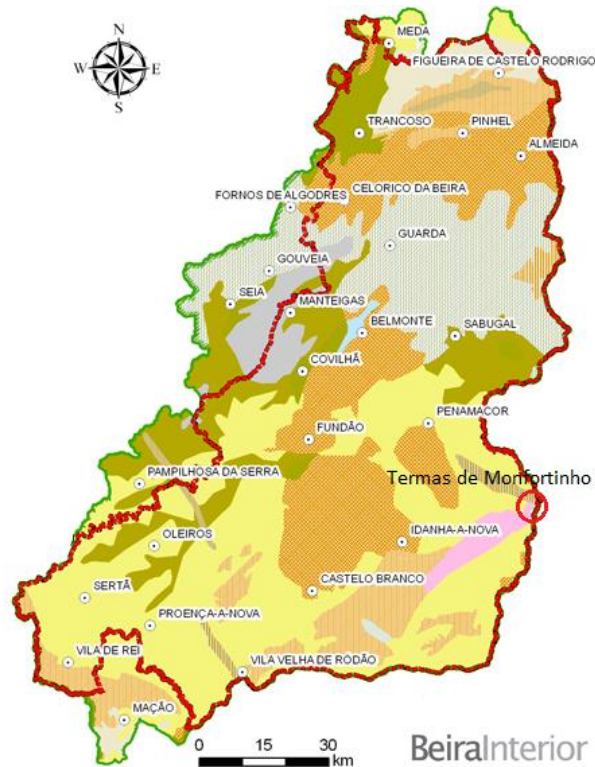 N
W E
S
MEDA
FIGUEIRA DE CASTELO RODRIGO
TRANCOSO
PINHEL
ALMEIDA
CELORICO DA BEIRA
FORNOS DE ALGODRES
GUARDA
GOUVEIA
SEIA
MANTEIGAS
BELMONTE
SABUGAL
COVILHÃ
PENAMACOR
FUNDÃO
Termas de Monfortinho
PAMPILHOSA DA SERRA
OLEIROS
IDANHA-A-NOVA
SERTÃ
CASTELO BRANCO
PROENÇA-A-NOVA
VILA DE REI
VILA VELHA DE RÓDÃO
MAÇÃO
0 15 30
km
BeiraInterior